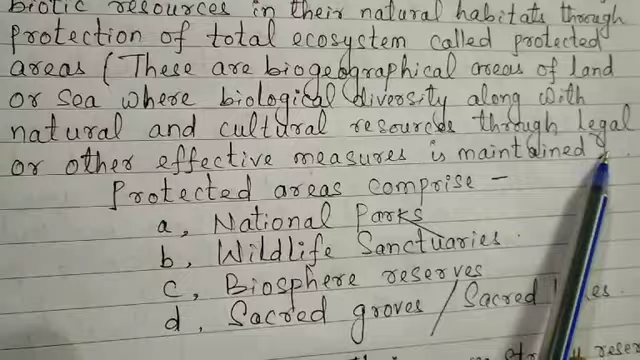 biotic resources in their natural habitats through
protection of total ecosystem called protected
areas (These are biogeographical areas of land
or sea where biological diversity along with
natural and cultural resources through legal
or other effective measures is maintained
Protected areas comprise -
a, National Parks
b, Wildlife Sanctuaries.
c, Biosphere reserves
d, Sacred groves / Sacred